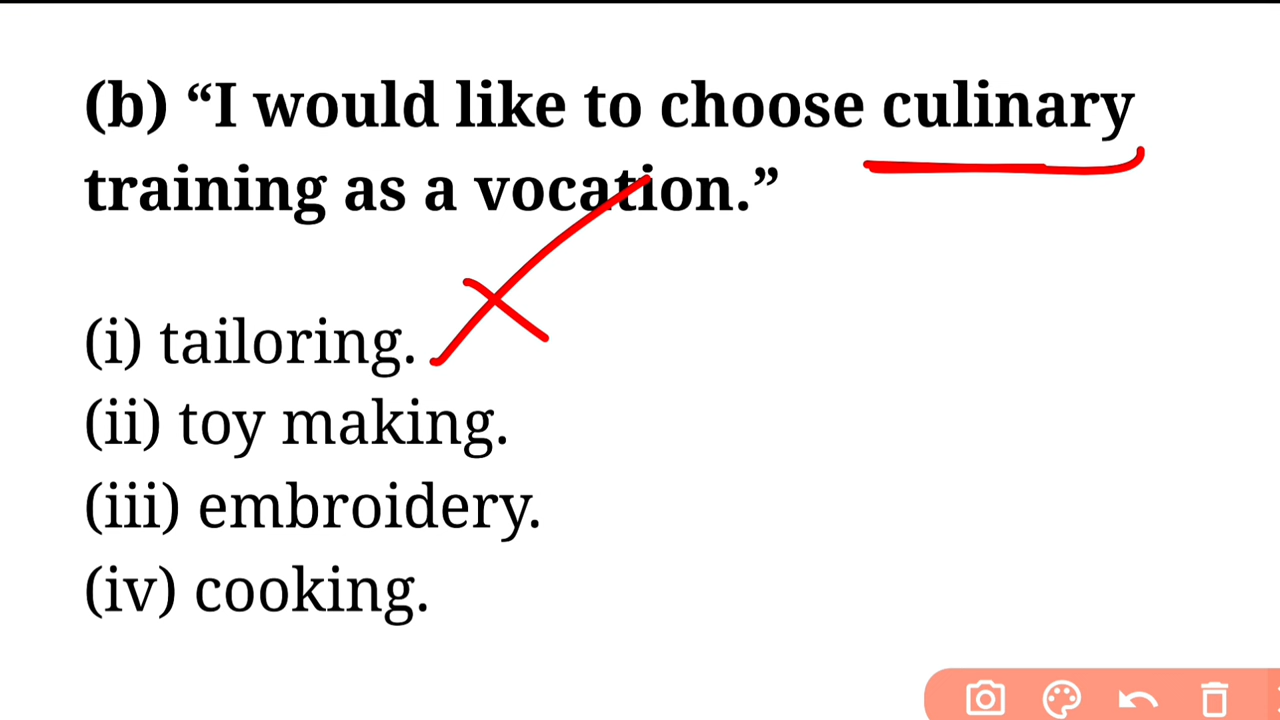 (b) “I would like to choose culinary
training as a vocation.”
(i) tailoring.
(ii) toy making.
(iii) embroidery.
(iv) cooking.